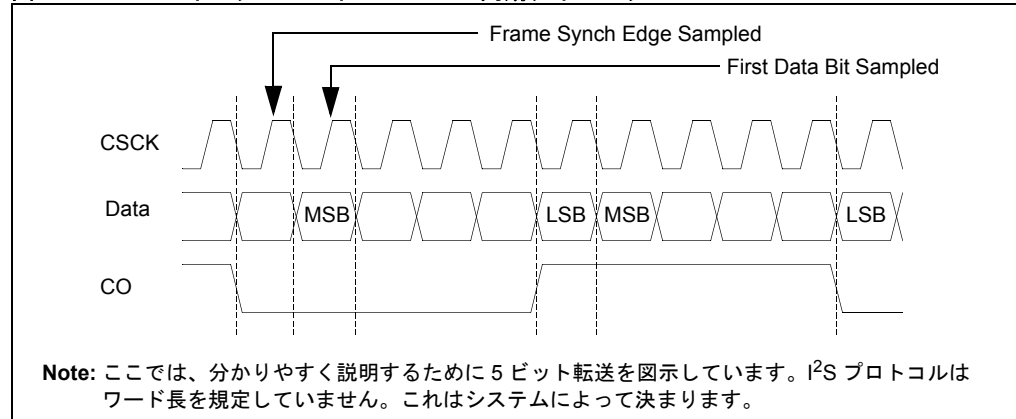 Frame Synch Edge Sampled
First Data Bit Sampled
CSCK
Data
MSB
LSB
MSB
LSB
CO
Note: ここでは、分かりやすく説明するために 5 ビット転送を図示しています。I²S プロトコルは
ワード長を規定していません。これはシステムによって決まります。